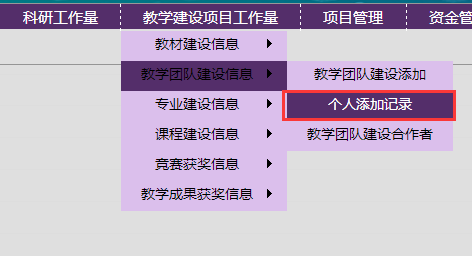 科研工作量 教学建设项目工作量 项目管理 资金管
教材建设信息
教学团队建设信息 教学团队建设添加
专业建设信息 个人添加记录
课程建设信息 教学团队建设合作者
竞赛获奖信息
教学成果获奖信息